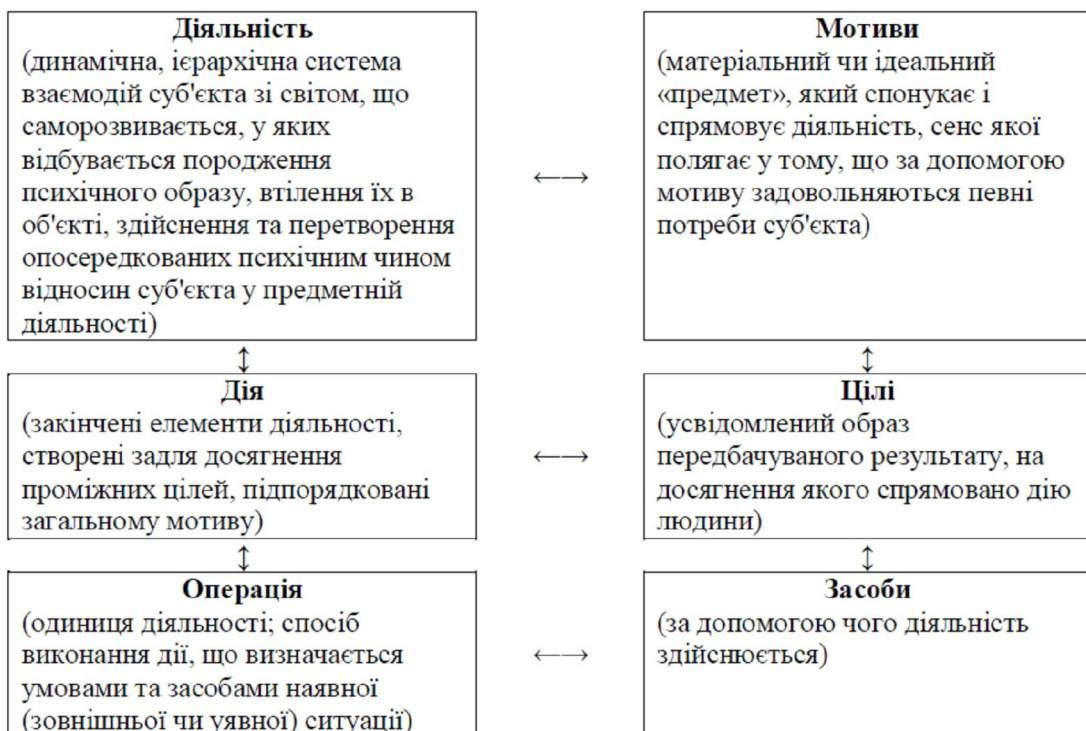 Діяльність
(динамічна, ієрархічна система
взаємодій суб'єкта зі світом, що
саморозвивається, у яких
відбувається породження
психічного образу, втілення їх в
об'єкті, здійснення та перетворення
опосередкованих психічним чином
відносин суб'єкта у предметній
діяльності)
←→
Мотиви
(матеріальний чи ідеальний
«предмет», який спонукає і
спрямовує діяльність, сенс якої
полягає у тому, що за допомогою
мотиву задовольняються певні
потреби суб'єкта)
↕
↕
Дія
(закінчені елементи діяльності,
створені задля досягнення
проміжних цілей, підпорядковані
загальному мотиву)
←→
Цілі
(усвідомлений образ
передбачуваного результату, на
досягнення якого спрямовано дію
людини)
↕
↕
Операція
(одиниця діяльності; спосіб
виконання дії, що визначається
умовами та засобами наявної
(зовнішньої чи уявної) ситуації)
←→
Засоби
(за допомогою чого діяльність
здійснюється)